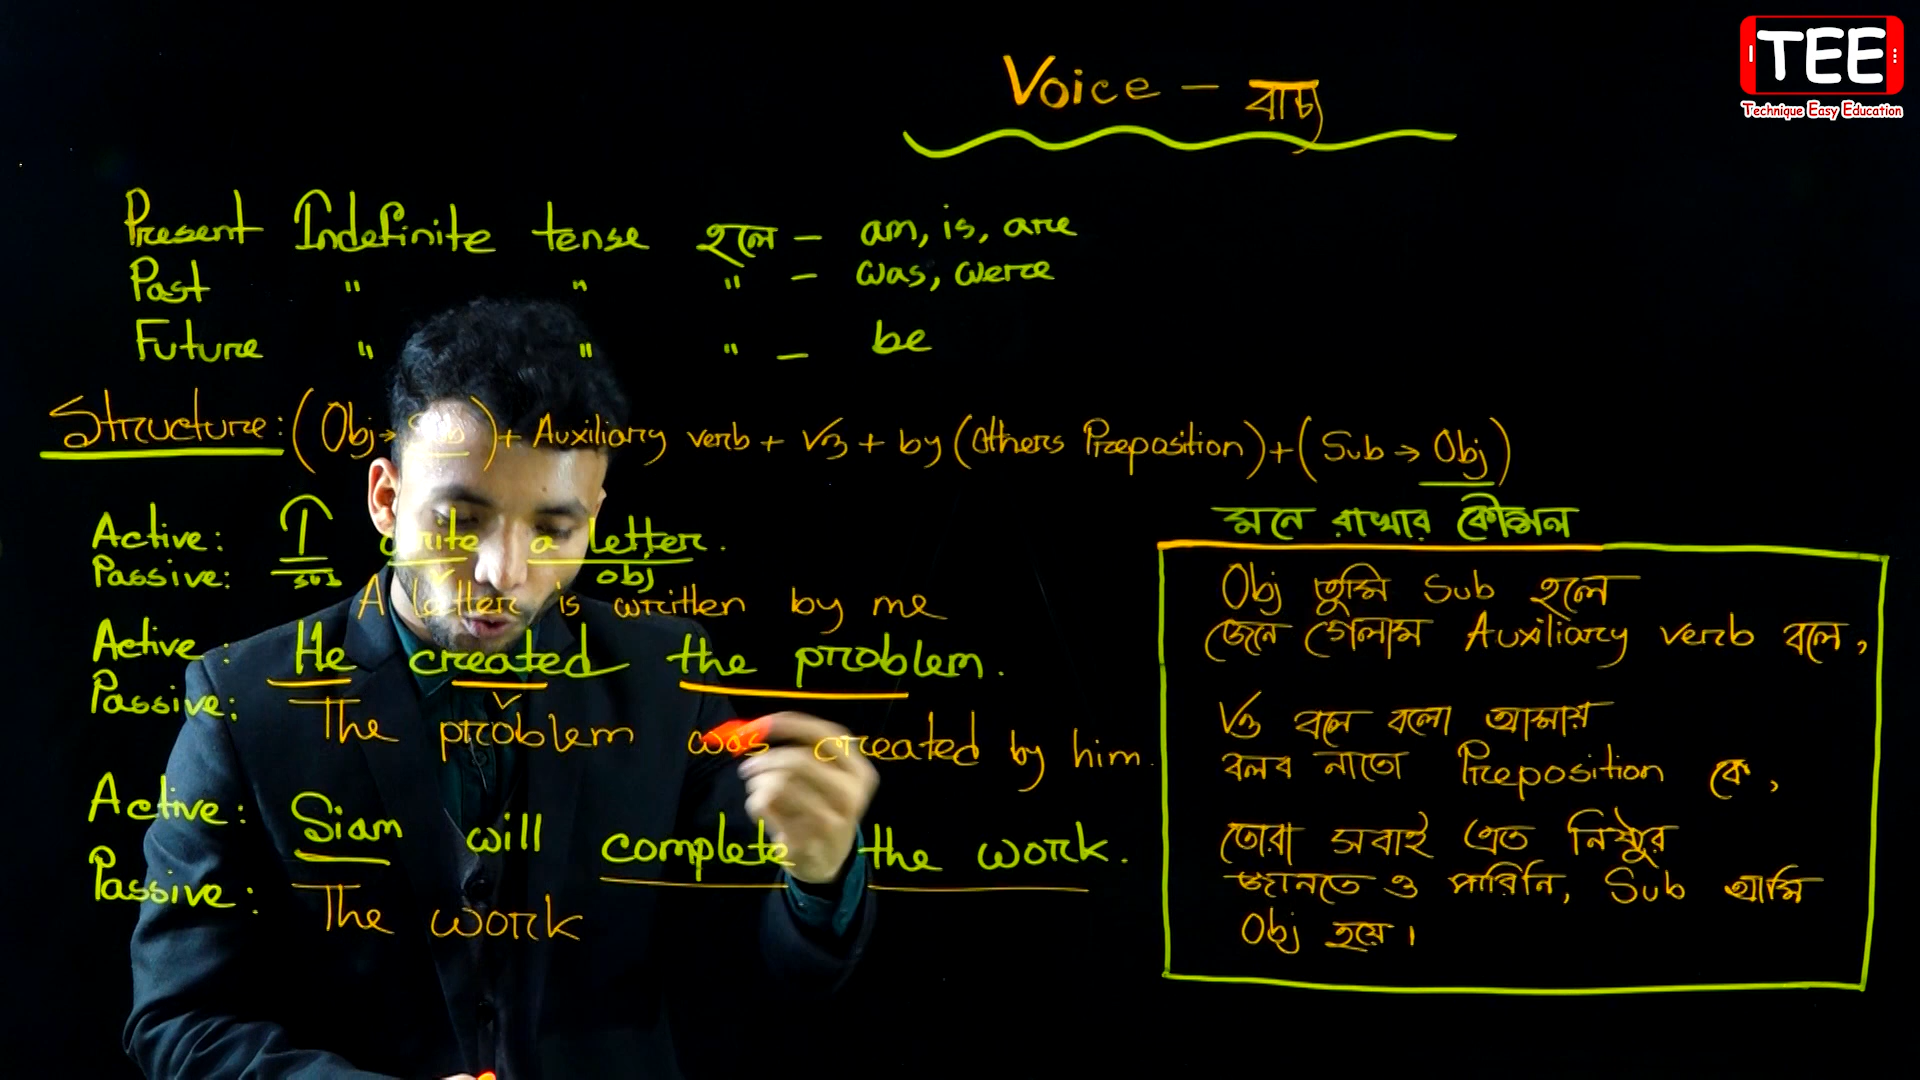 TEE
Technique Easy Education
Voice – বাচ্য
Present Indefinite tense হলে – am, is, are
Past " " " – was, were
Future " " " – be
Structure: (Obj → Sub) + Auxiliary verb + V3 + by (Others Preposition) + (Sub → Obj)
Active: I write a letter.
Passive: sub v obj
A letter is written by me
Active: He created the problem.
v
Passive: The problem was created by him.
Active: Siam will complete the work.
Passive: The work
মনে রাখার কৌশল
Obj তুমি Sub হলে
জেনে গেলাম Auxiliary verb বলে,
V3 বলে বলো আমায়
বলব নাতো Preposition কে,
তোরা সবাই এত নিষ্ঠুর
জানতে ও পারিনি, Sub আমি
Obj হয়ে।